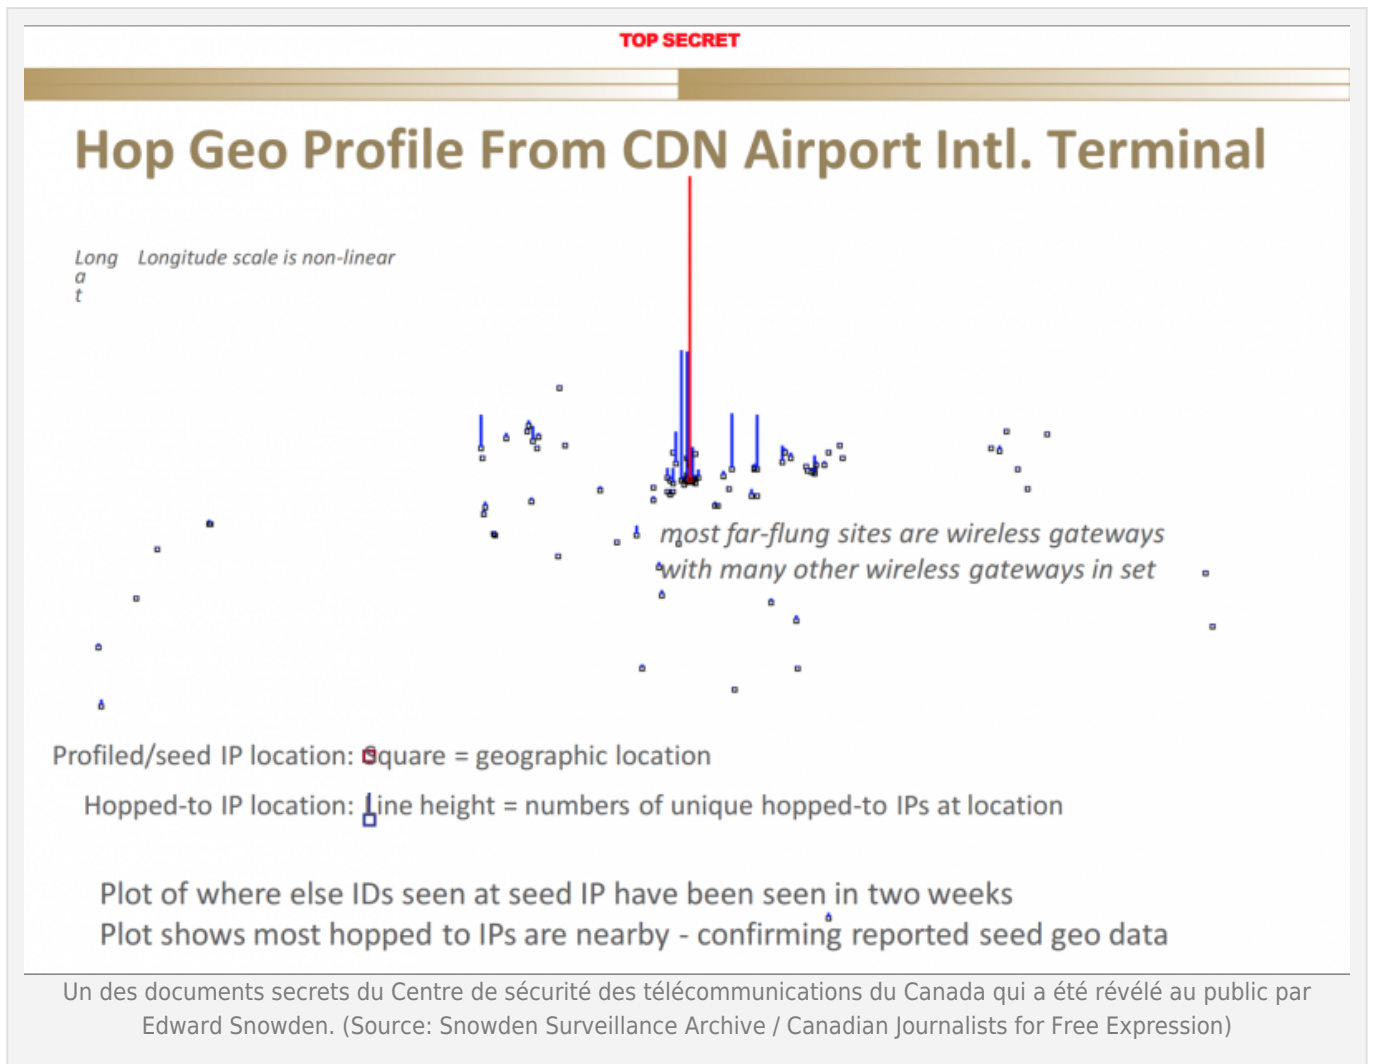 TOP SECRET
Hop Geo Profile From CDN Airport Intl. Terminal
Long Longitude scale is non-linear
a
t
most far-flung sites are wireless gateways
with many other wireless gateways in set
Profiled/seed IP location: Square = geographic location
Hopped-to IP location: Line height = numbers of unique hopped-to IPs at location
Plot of where else IDs seen at seed IP have been seen in two weeks
Plot shows most hopped to IPs are nearby - confirming reported seed geo data
Un des documents secrets du Centre de sécurité des télécommunications du Canada qui a été révélé au public par
Edward Snowden. (Source: Snowden Surveillance Archive / Canadian Journalists for Free Expression)